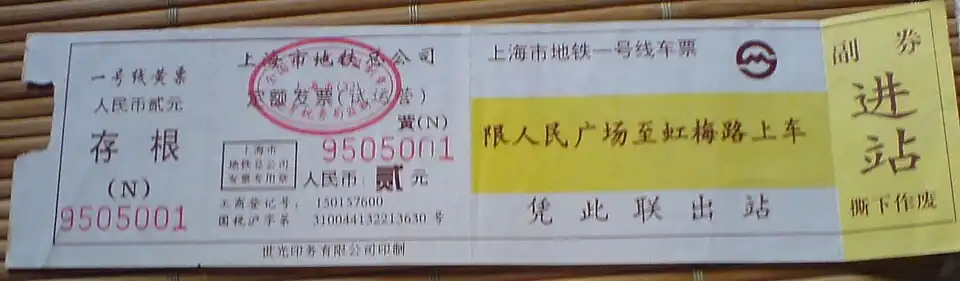 一号线黄票
人民币贰元
存根
(N)
9505001
上海市地铁总公司
定额发票(试运营)
黄(N)
9505001
上海市
地铁总公司
发票专用章
人民币: 贰 元
工商登记号: 150157600
国税沪字第 310044132213630 号
世光印务有限公司印制
上海市地铁一号线车票
限人民广场至虹梅路上车
凭此联出站
副券
进站
撕下作废